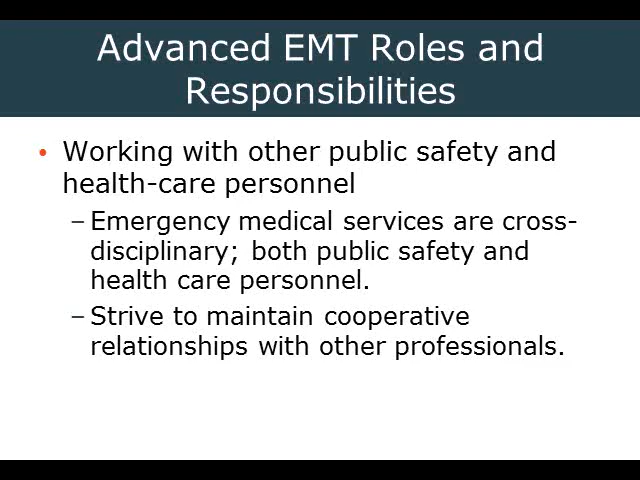 Advanced EMT Roles and
Responsibilities
• Working with other public safety and
health-care personnel
– Emergency medical services are cross-
disciplinary; both public safety and
health care personnel.
– Strive to maintain cooperative
relationships with other professionals.